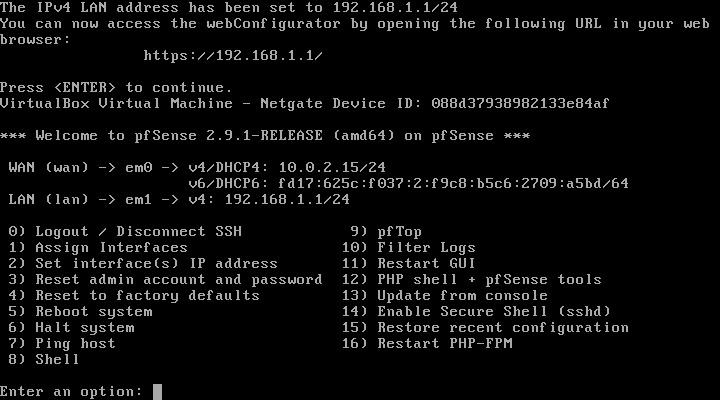 The IPv4 LAN address has been set to 192.168.1.1/24
You can now access the webConfigurator by opening the following URL in your web
browser:
https://192.168.1.1/
Press <ENTER> to continue.
VirtualBox Virtual Machine - Netgate Device ID: 088d37938982133e84af
*** Welcome to pfSense 2.9.1-RELEASE (amd64) on pfSense ***
WAN (wan) -> em0 -> v4/DHCP4: 10.0.2.15/24
v6/DHCP6: fd17:625c:f037:2:f9c8:b5c6:2709:a5bd/64
LAN (lan) -> em1 -> v4: 192.168.1.1/24
0) Logout / Disconnect SSH 9) pfTop
1) Assign Interfaces 10) Filter Logs
2) Set interface(s) IP address 11) Restart GUI
3) Reset admin account and password 12) PHP shell + pfSense tools
4) Reset to factory defaults 13) Update from console
5) Reboot system 14) Enable Secure Shell (sshd)
6) Halt system 15) Restore recent configuration
7) Ping host 16) Restart PHP-FPM
8) Shell
Enter an option: